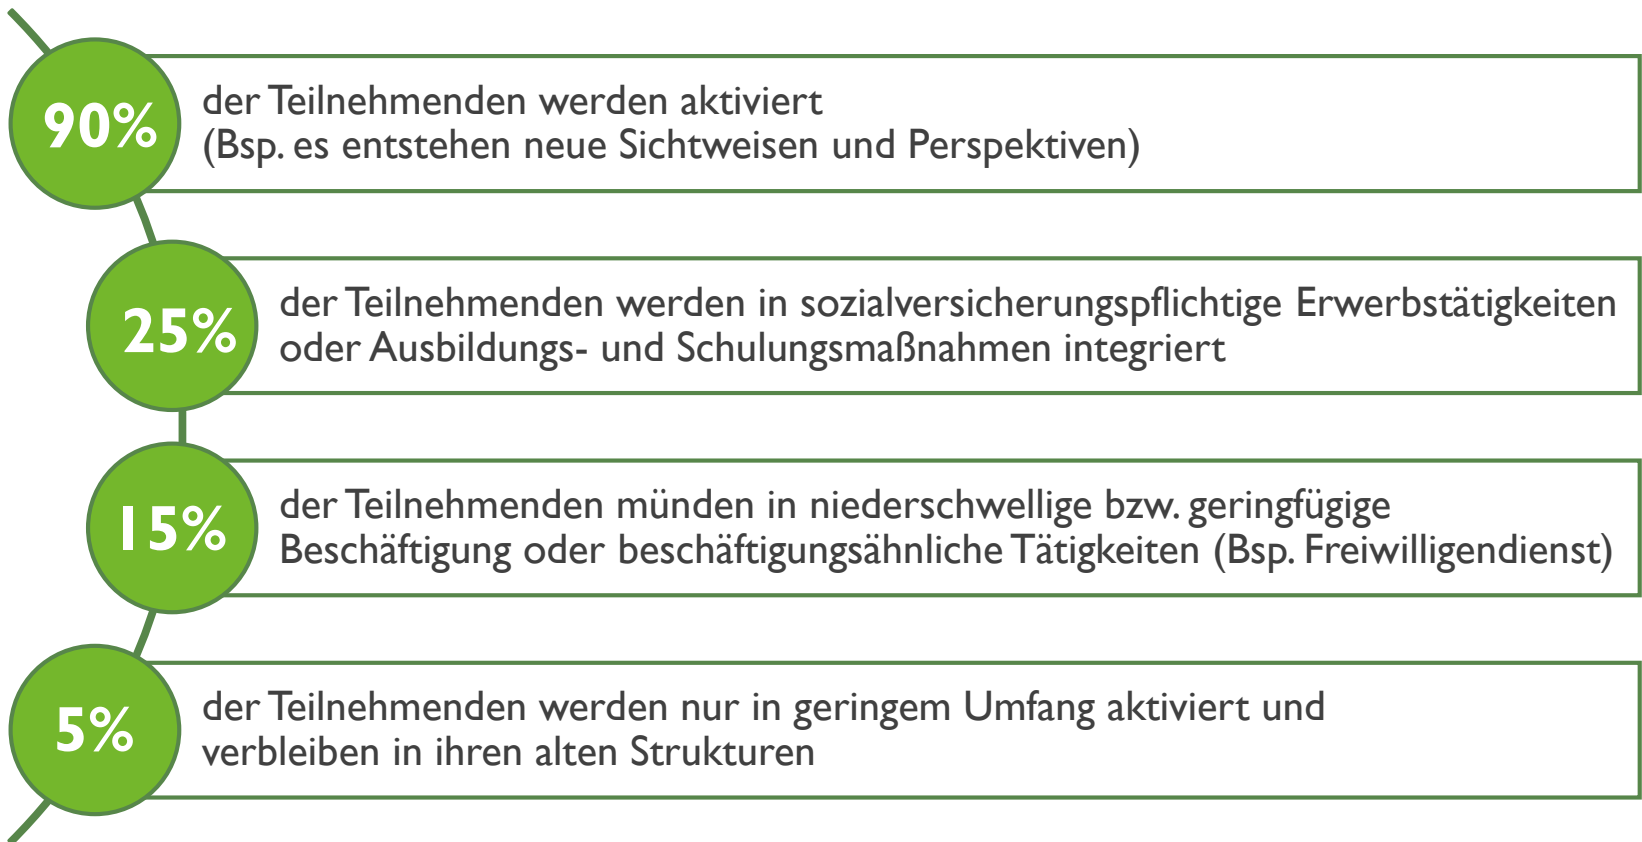 90%
der Teilnehmenden werden aktiviert
(Bsp. es entstehen neue Sichtweisen und Perspektiven)
25%
der Teilnehmenden werden in sozialversicherungspflichtige Erwerbstätigkeiten
oder Ausbildungs- und Schulungsmaßnahmen integriert
15%
der Teilnehmenden münden in niederschwellige bzw. geringfügige
Beschäftigung oder beschäftigungsähnliche Tätigkeiten (Bsp. Freiwilligendienst)
5%
der Teilnehmenden werden nur in geringem Umfang aktiviert und
verbleiben in ihren alten Strukturen